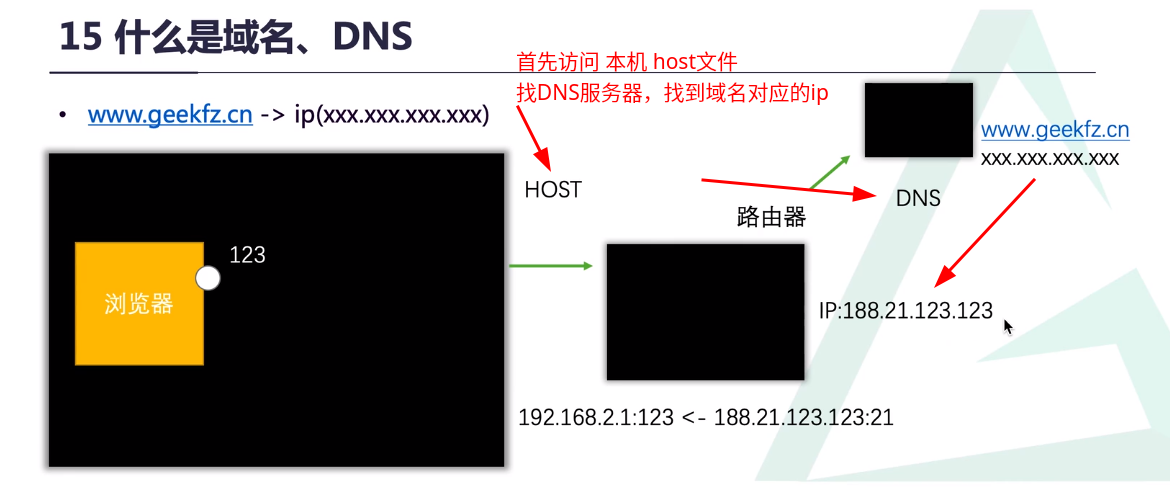 15 什么是域名、DNS
首先访问 本机 host文件
找DNS服务器，找到域名对应的ip
• www.geekfz.cn -> ip(xxx.xxx.xxx.xxx)
www.geekfz.cn
xxx.xxx.xxx.xxx
HOST
DNS
路由器
123
浏览器
IP:188.21.123.123
192.168.2.1:123 <- 188.21.123.123:21